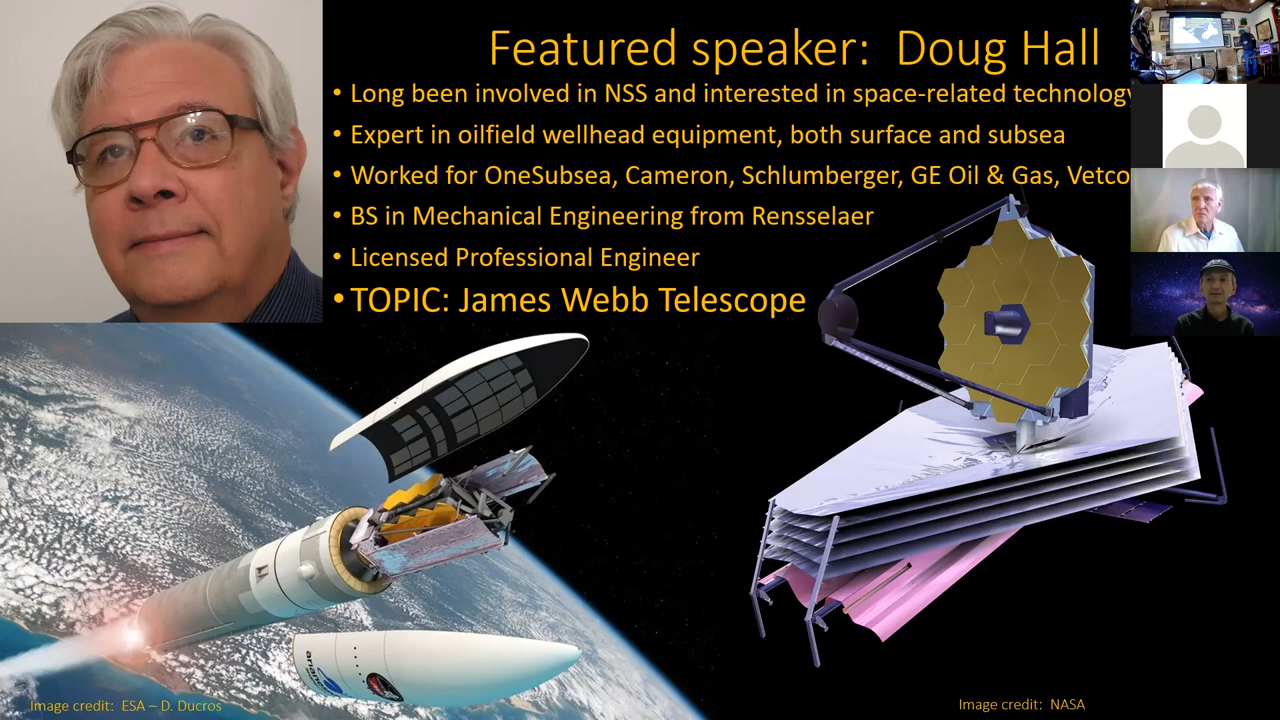 Featured speaker: Doug Hall
• Long been involved in NSS and interested in space-related technology
• Expert in oilfield wellhead equipment, both surface and subsea
• Worked for OneSubsea, Cameron, Schlumberger, GE Oil & Gas, Vetco
• BS in Mechanical Engineering from Rensselaer
• Licensed Professional Engineer
• TOPIC: James Webb Telescope
Image credit: ESA – D. Ducros
Image credit: NASA